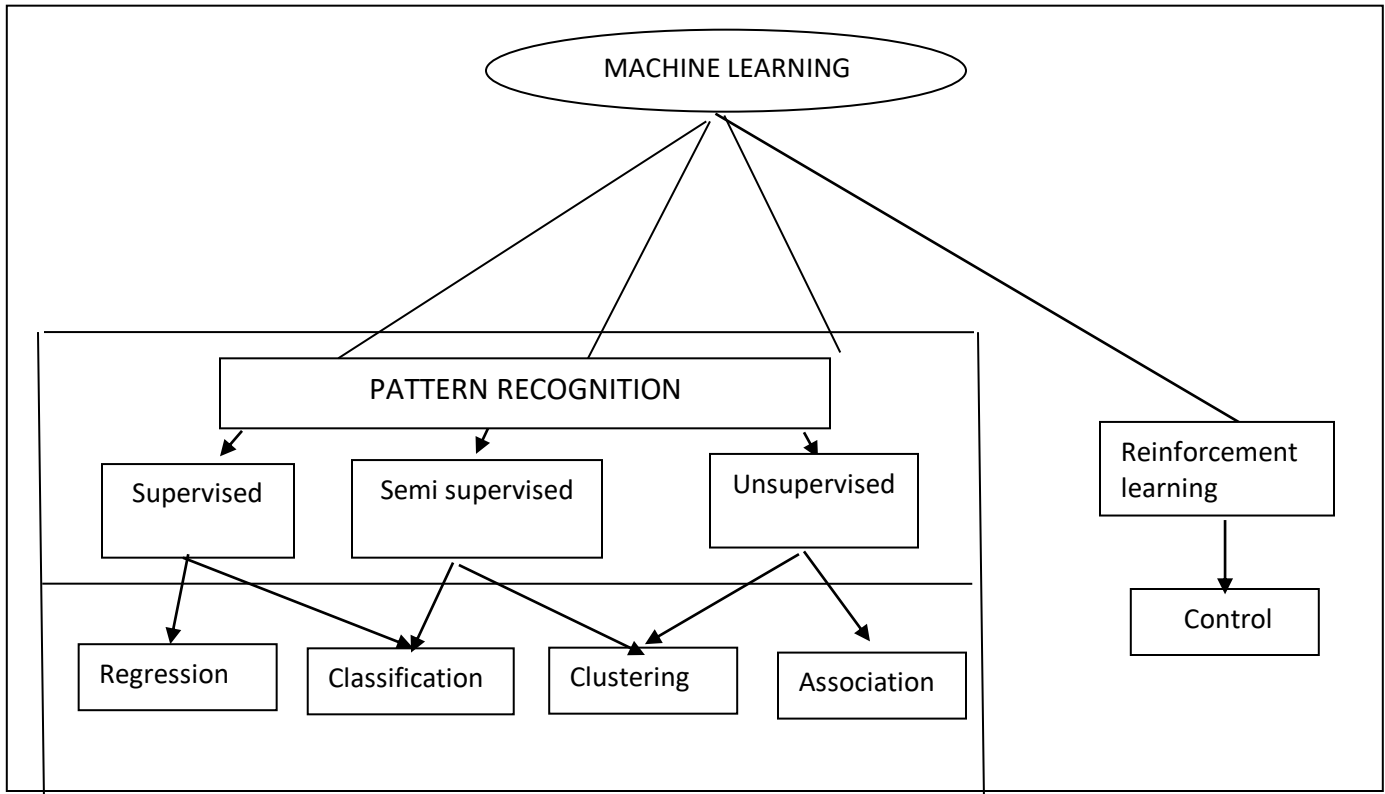 MACHINE LEARNING
PATTERN RECOGNITION
Supervised
Semi supervised
Unsupervised
Reinforcement
learning
Regression
Classification
Clustering
Association
Control